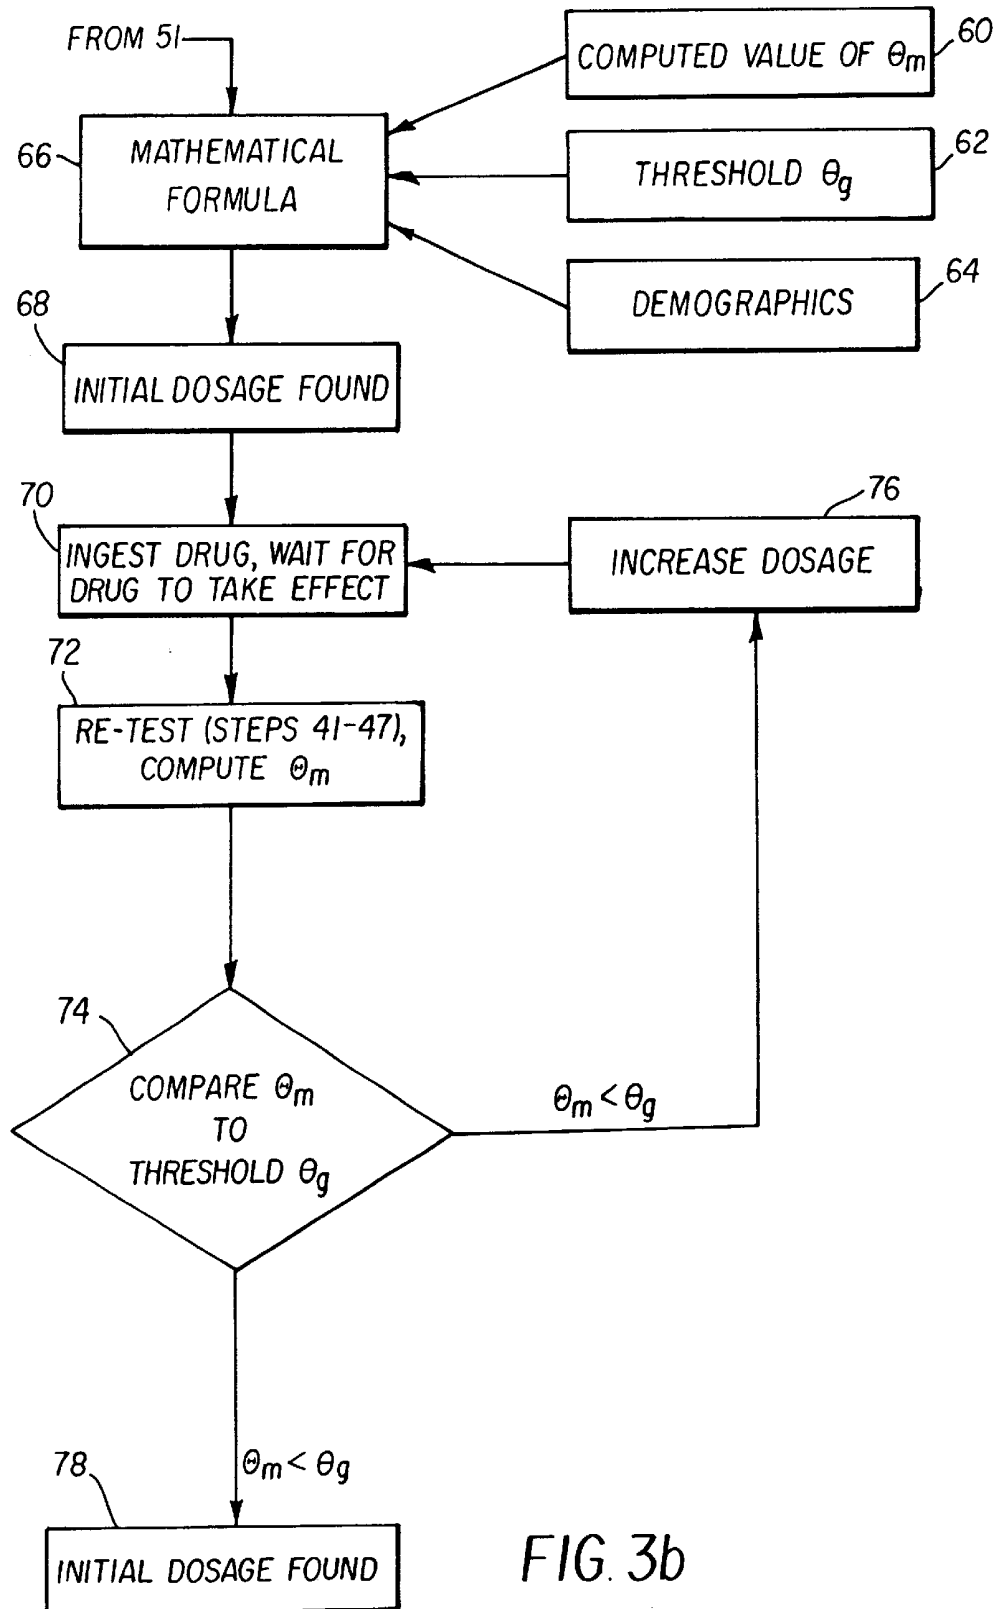 FROM 51
COMPUTED VALUE OF Θm
60
66
MATHEMATICAL
FORMULA
THRESHOLD θg
62
DEMOGRAPHICS
64
68
INITIAL DOSAGE FOUND
70
INGEST DRUG, WAIT FOR
DRUG TO TAKE EFFECT
76
INCREASE DOSAGE
72
RE-TEST (STEPS 41-47),
COMPUTE Θm
74
COMPARE Θm
TO
THRESHOLD θg
Θm < θg
Θm < θg
78
INITIAL DOSAGE FOUND
FIG. 3b